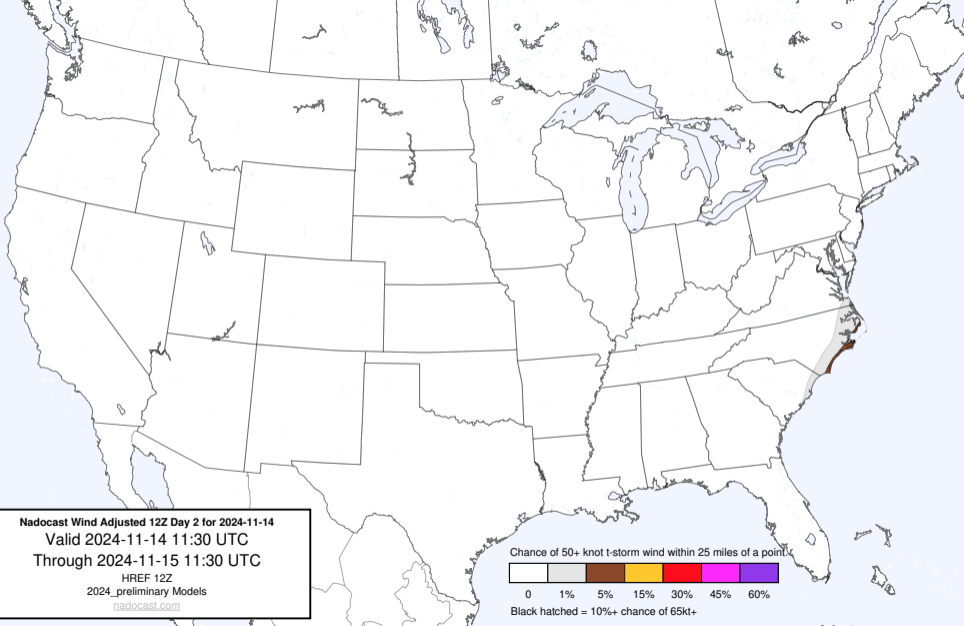 Nadocast Wind Adjusted 12Z Day 2 for 2024-11-14
Valid 2024-11-14 11:30 UTC
Through 2024-11-15 11:30 UTC
HREF 12Z
2024_preliminary Models
nadocast.com
Chance of 50+ knot t-storm wind within 25 miles of a point.
0 1% 5% 15% 30% 45% 60%
Black hatched = 10%+ chance of 65kt+